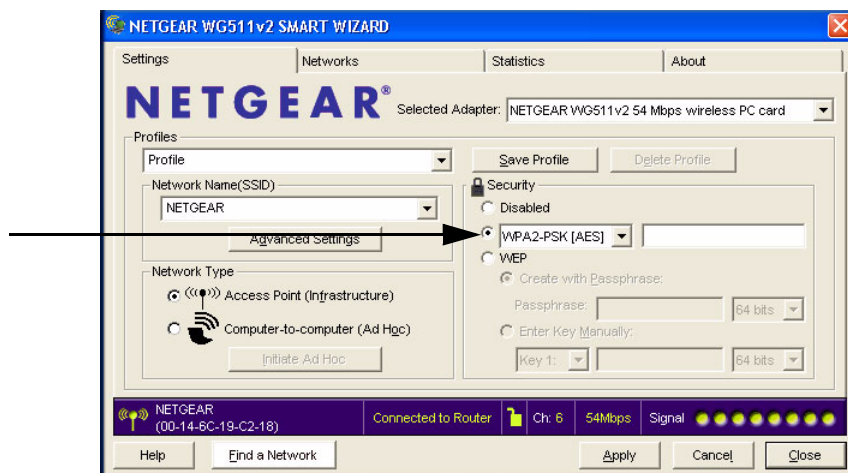 NETGEAR WG511v2 SMART WIZARD
Settings Networks Statistics About
NETGEAR® Selected Adapter: NETGEAR WG511v2 54 Mbps wireless PC card
Profiles
Profile Save Profile Delete Profile
Network Name(SSID)
NETGEAR
Advanced Settings
Security
Disabled
WPA2-PSK [AES]
WEP
Create with Passphrase:
Passphrase: 64 bits
Enter Key Manually:
Key 1: 64 bits
Network Type
Access Point (Infrastructure)
Computer-to-computer (Ad Hoc)
Initiate Ad Hoc
NETGEAR
(00-14-6C-19-C2-18)
Connected to Router Ch: 6 54Mbps Signal
Help Find a Network Apply Cancel Close